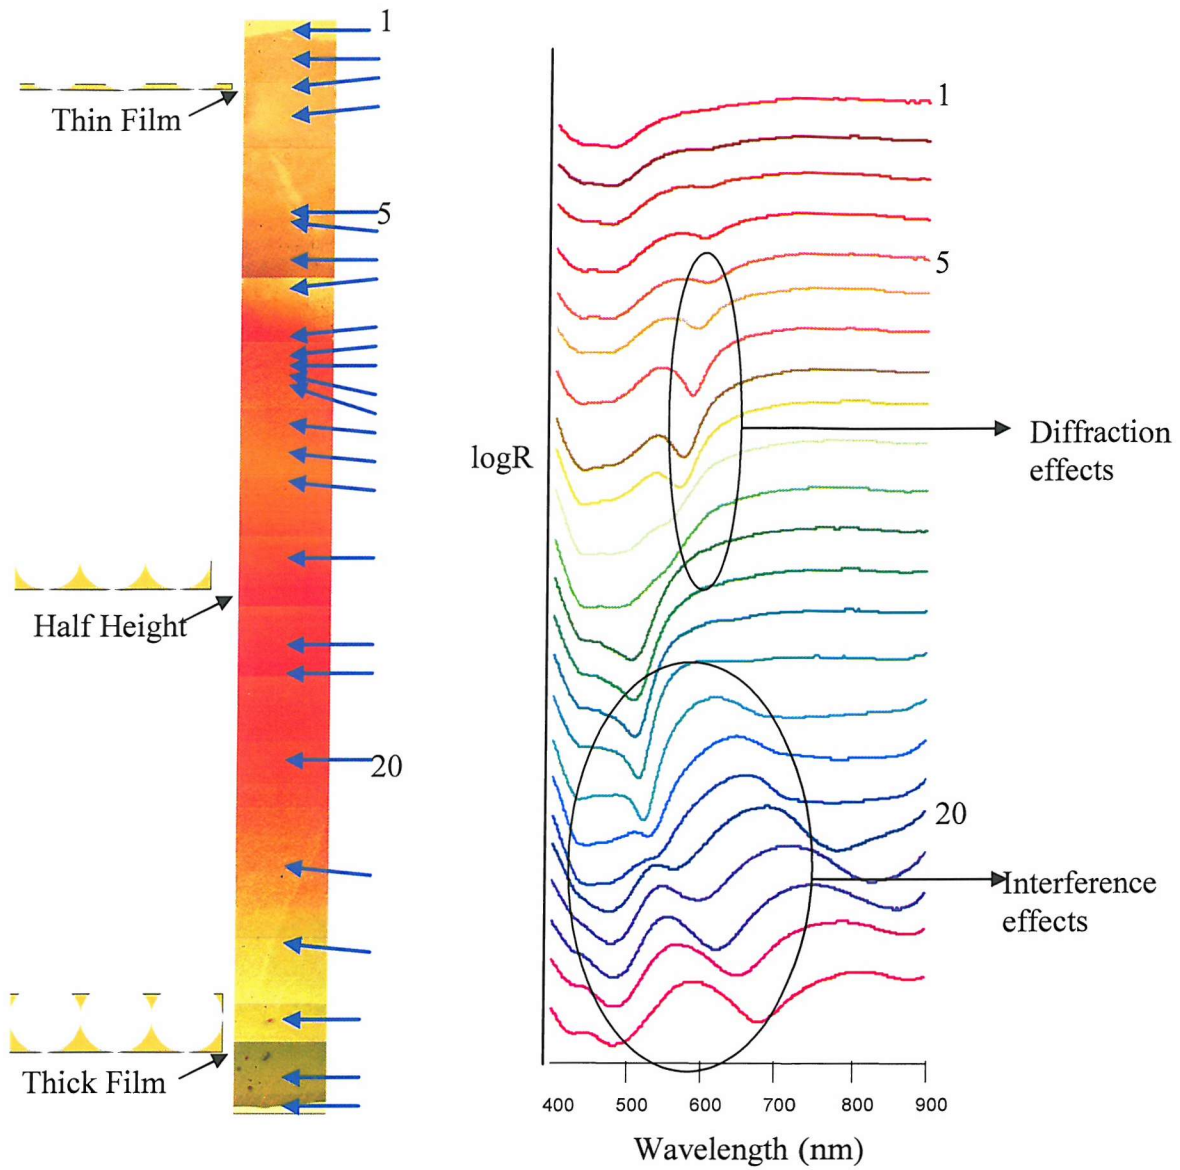 1
Thin Film
5
Half Height
20
Thick Film
logR
1
5
20
Diffraction
effects
Interference
effects
400 500 600 700 800 900
Wavelength (nm)